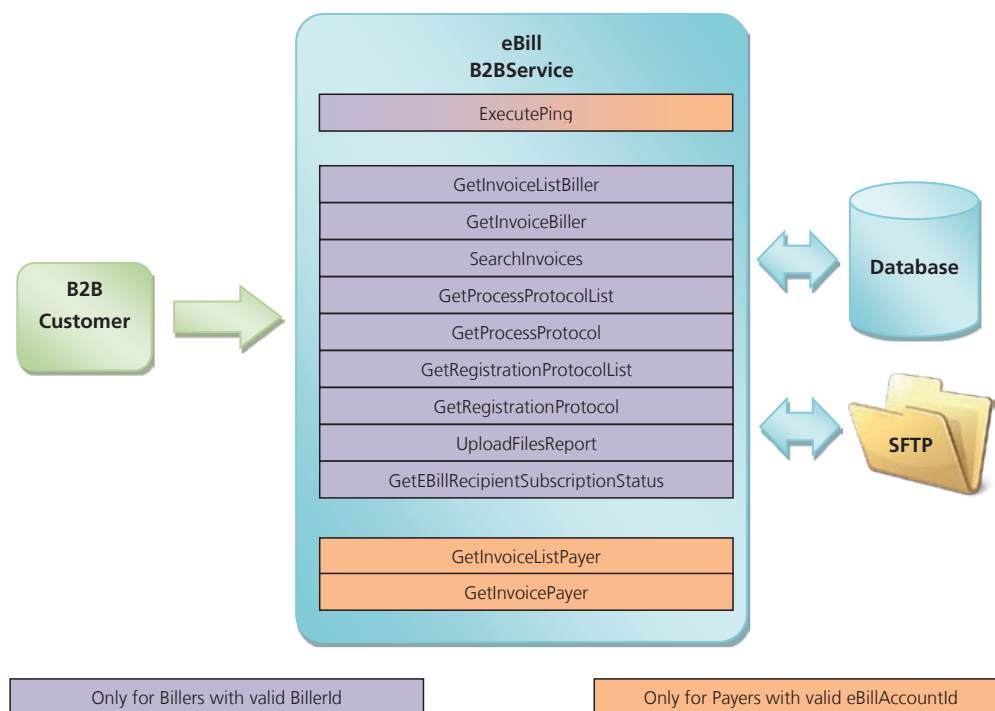 eBill
B2BService
ExecutePing
GetInvoiceListBiller
GetInvoiceBiller
SearchInvoices
GetProcessProtocolList
GetProcessProtocol
GetRegistrationProtocolList
GetRegistrationProtocol
UploadFilesReport
GetEBillRecipientSubscriptionStatus
GetInvoiceListPayer
GetInvoicePayer
B2B
Customer
Database
SFTP
Only for Billers with valid BillerId
Only for Payers with valid eBillAccountId